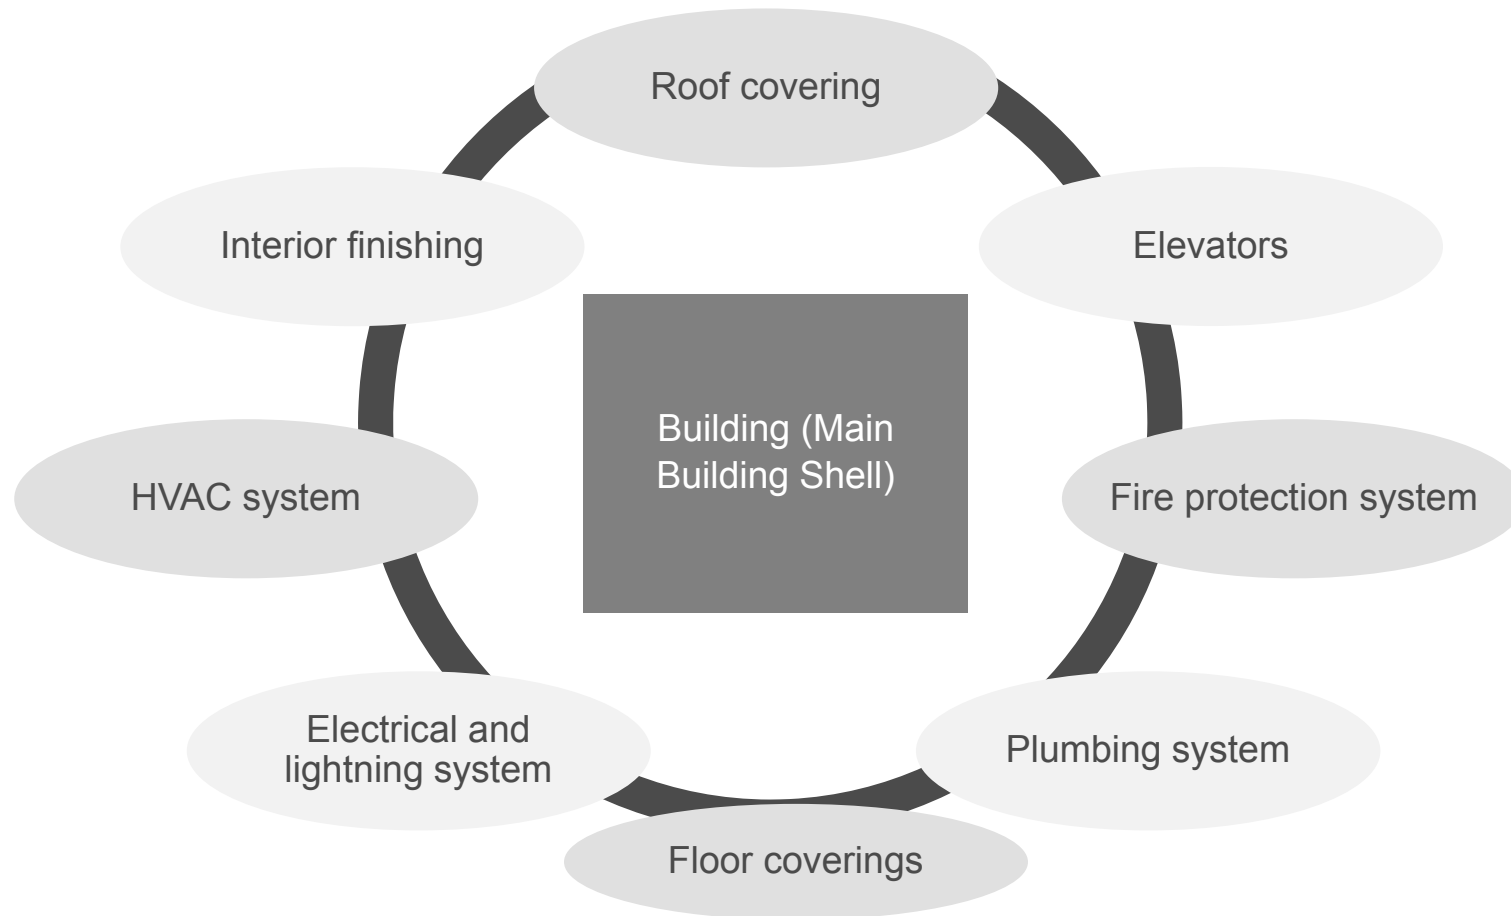 Roof covering
Interior finishing
Elevators
Building (Main
Building Shell)
HVAC system
Fire protection system
Electrical and
lightning system
Plumbing system
Floor coverings